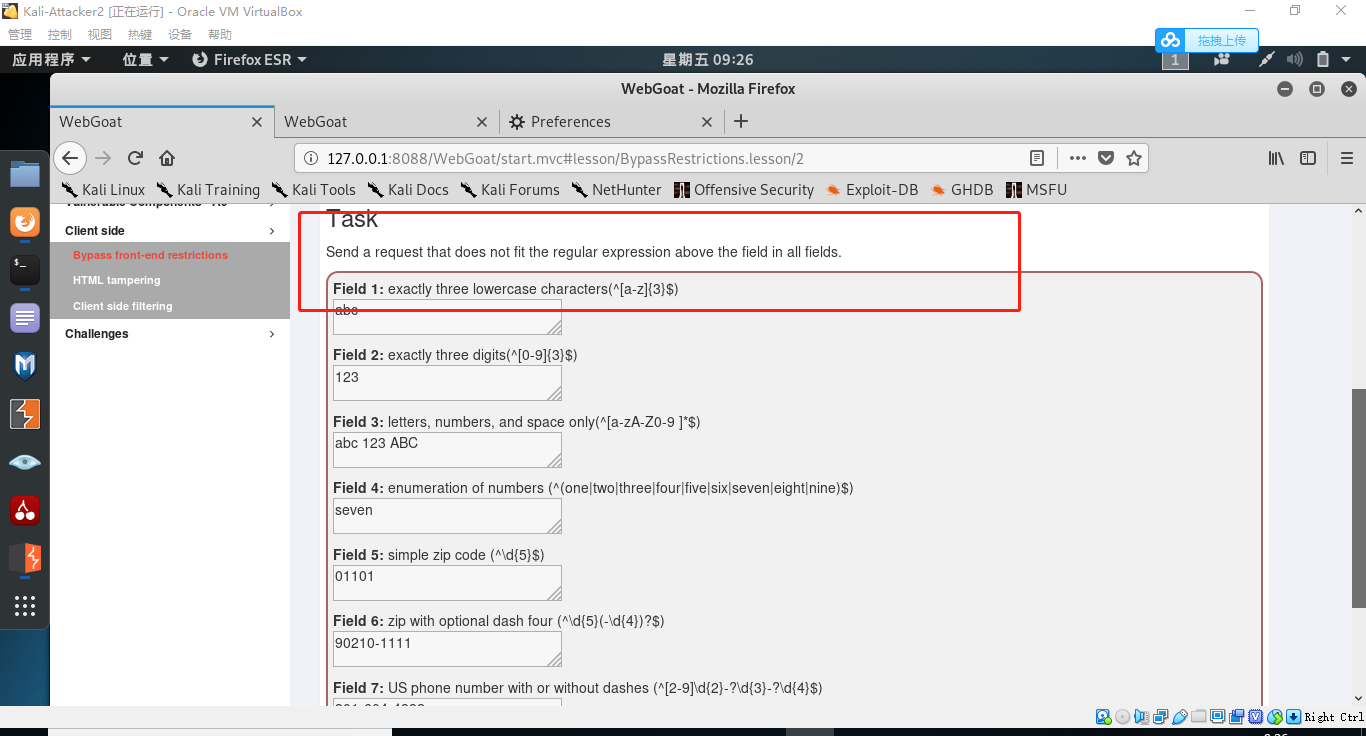 Kali-Attacker2 [正在运行] - Oracle VM VirtualBox
管理 控制 视图 热键 设备 帮助
拖拽上传
应用程序 位置 Firefox ESR 星期五 09:26 1
WebGoat - Mozilla Firefox
WebGoat WebGoat Preferences
127.0.0.1:8088/WebGoat/start.mvc#lesson/BypassRestrictions.lesson/2
Kali Linux Kali Training Kali Tools Kali Docs Kali Forums NetHunter Offensive Security Exploit-DB GHDB MSFU
Client side
Bypass front-end restrictions
HTML tampering
Client side filtering
Challenges
Task
Send a request that does not fit the regular expression above the field in all fields.
Field 1: exactly three lowercase characters(^[a-z]{3}$)
abc
Field 2: exactly three digits(^[0-9]{3}$)
123
Field 3: letters, numbers, and space only(^[a-zA-Z0-9 ]*$)
abc 123 ABC
Field 4: enumeration of numbers (^(one|two|three|four|five|six|seven|eight|nine)$)
seven
Field 5: simple zip code (^\d{5}$)
01101
Field 6: zip with optional dash four (^\d{5}(-\d{4})?$)
90210-1111
Field 7: US phone number with or without dashes (^[2-9]\d{2}-?\d{3}-?\d{4}$)
Right Ctrl